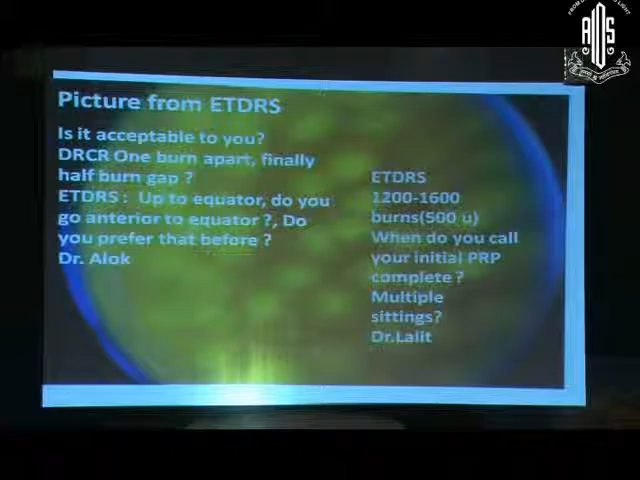 Picture from ETDRS
Is it acceptable to you?
DRCR One burn apart, finally
half burn gap ?
ETDRS : Up to equator, do you
go anterior to equator ?, Do
you prefer that before ?
Dr. Alok
ETDRS
1200-1600
burns(500 u)
When do you call
your initial PRP
complete ?
Multiple
sittings?
Dr.Lalit
AIOS